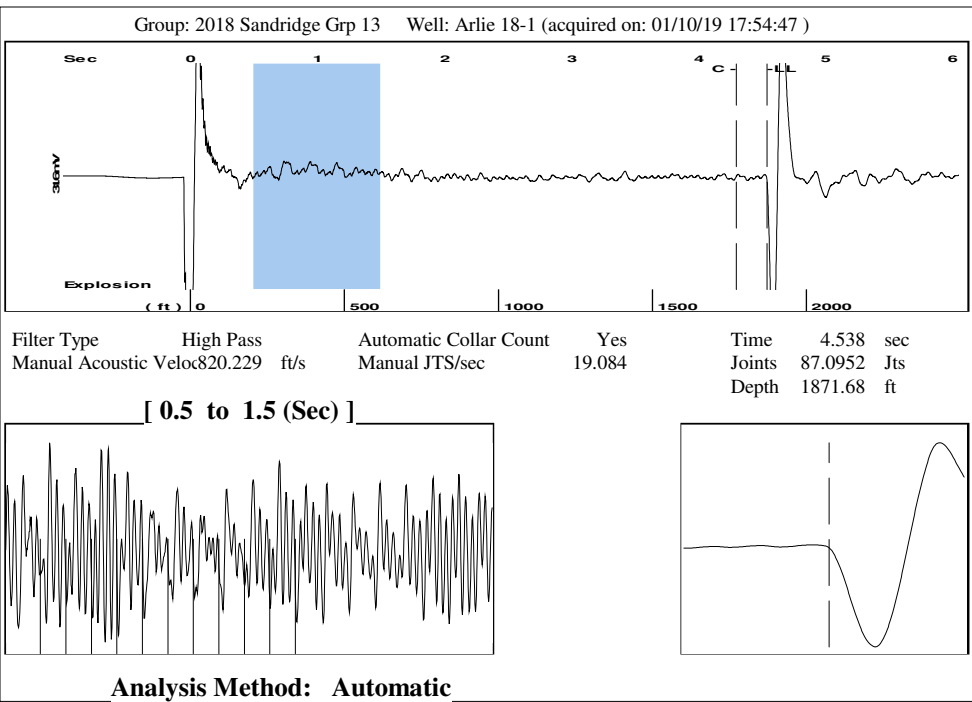 Group: 2018 Sandridge Grp 13 Well: Arlie 18-1 (acquired on: 01/10/19 17:54:47 )
Sec 0 1 2 3 4 5 6
C LL
Explosion
( ft ) 0 500 1000 1500 2000
Filter Type High Pass Automatic Collar Count Yes Time 4.538 sec
Manual Acoustic Veloc820.229 ft/s Manual JTS/sec 19.084 Joints 87.0952 Jts
Depth 1871.68 ft
[ 0.5 to 1.5 (Sec) ]
Analysis Method: Automatic